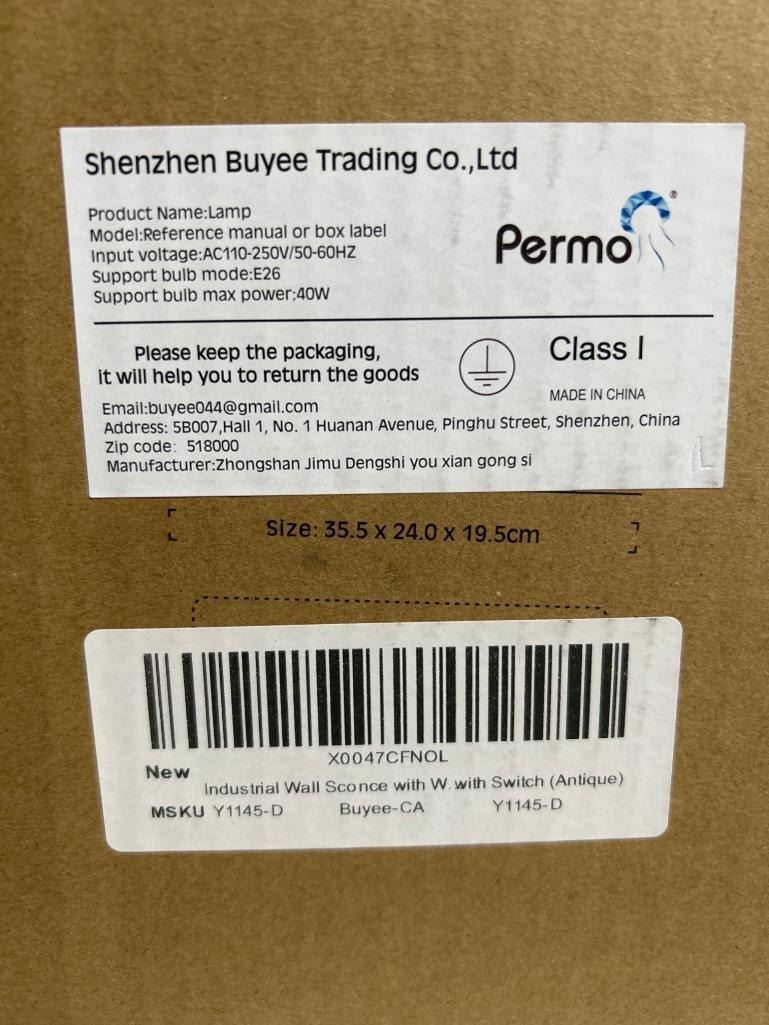 Shenzhen Buyee Trading Co.,Ltd
Product Name:Lamp
Model:Reference manual or box label
Input voltage:AC110-250V/50-60HZ
Support bulb mode:E26
Support bulb max power:40W
Permo®
Please keep the packaging,
it will help you to return the goods
Class I
MADE IN CHINA
Email:buyee044@gmail.com
Address: 5B007,Hall 1, No. 1 Huanan Avenue, Pinghu Street, Shenzhen, China
Zip code: 518000
Manufacturer:Zhongshan Jimu Dengshi you xian gong si
Size: 35.5 x 24.0 x 19.5cm
X0047CFNOL
New
Industrial Wall Sconce with W. with Switch (Antique)
MSKU Y1145-D Buyee-CA Y1145-D